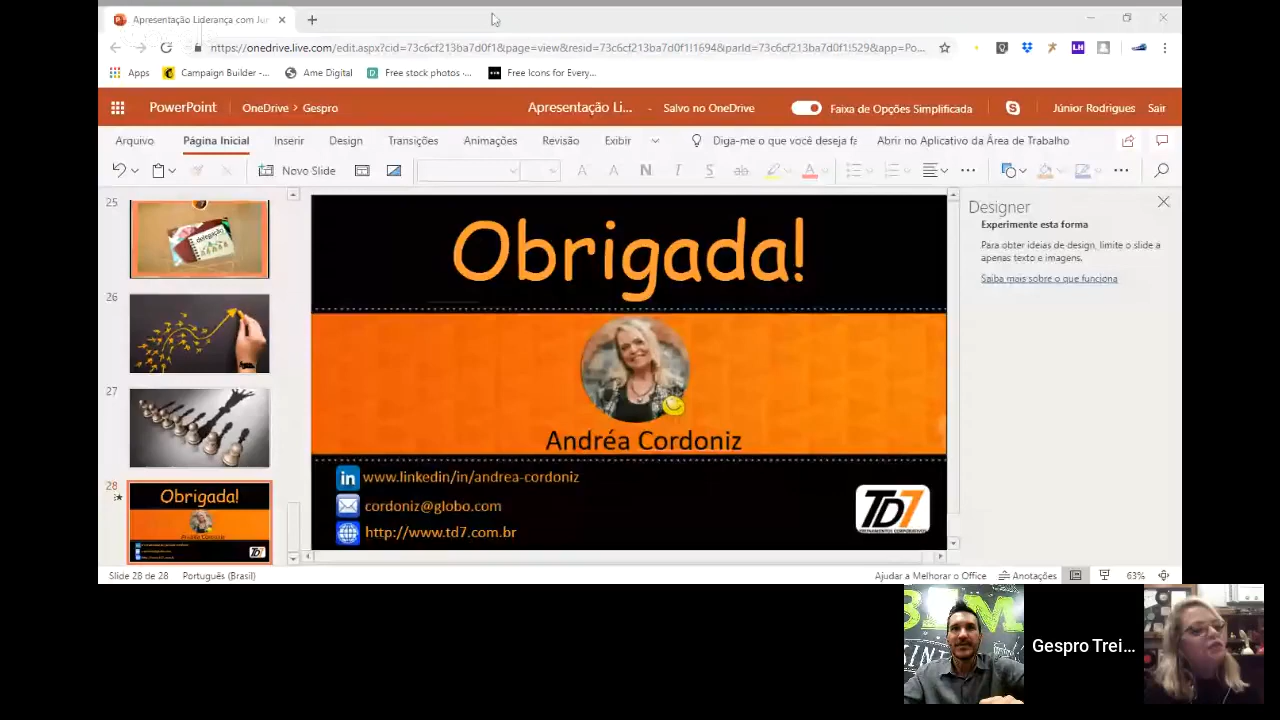 Apresentação Liderança com Jun
https://onedrive.live.com/edit.aspx?cid=73c6cf213ba7d0f1&page=view&resid=73c6cf213ba7d0f1!1694&parId=73c6cf213ba7d0f1!529&app=Po...
Apps Campaign Builder -... Ame Digital Free stock photos ·... Free Icons for Every...
PowerPoint OneDrive > Gespro Apresentação Li... - Salvo no OneDrive Faixa de Opções Simplificada Júnior Rodrigues Sair
Arquivo Página Inicial Inserir Design Transições Animações Revisão Exibir Diga-me o que você deseja fa Abrir no Aplicativo da Área de Trabalho
Novo Slide A A N I S ab A
25
delegação
26
27
28
Obrigada!
Obrigada!
Andréa Cordoniz
www.linkedin/in/andrea-cordoniz
cordoniz@globo.com
http://www.td7.com.br
TD7
TD7
Designer
Experimente esta forma
Para obter ideias de design, limite o slide a
apenas texto e imagens.
Saiba mais sobre o que funciona
Slide 28 de 28 Português (Brasil) Ajudar a Melhorar o Office Anotações 63%
Gespro Trei...